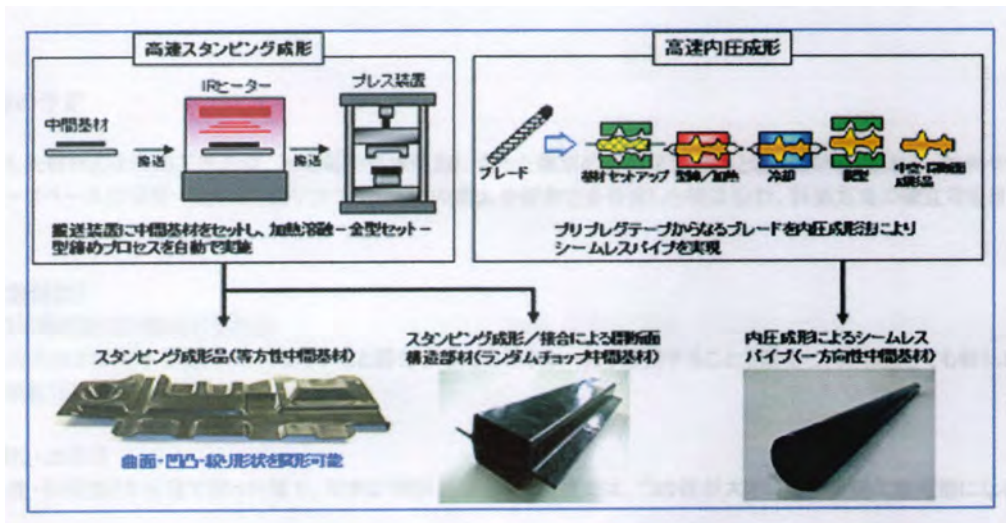 高速スタンピング成形
IRヒーター
プレス装置
中間基材
搬送
搬送
搬送装置に中間基材をセットし、加熱溶融－金型セット－
型締めプロセスを自動で実施
高速内圧成形
ブレード
基材セットアップ
型締/加熱
冷却
脱型
成形品
プリプレグテープからなるブレードを内圧成形法により
シームレスパイプを実現
スタンピング成形品(等方性中間基材)
曲面・凹凸・絞り形状を賦形可能
スタンピング成形/接合による閉断面
構造部材(ランダムチョップ中間基材)
内圧成形によるシームレス
パイプ(一方向性中間基材)